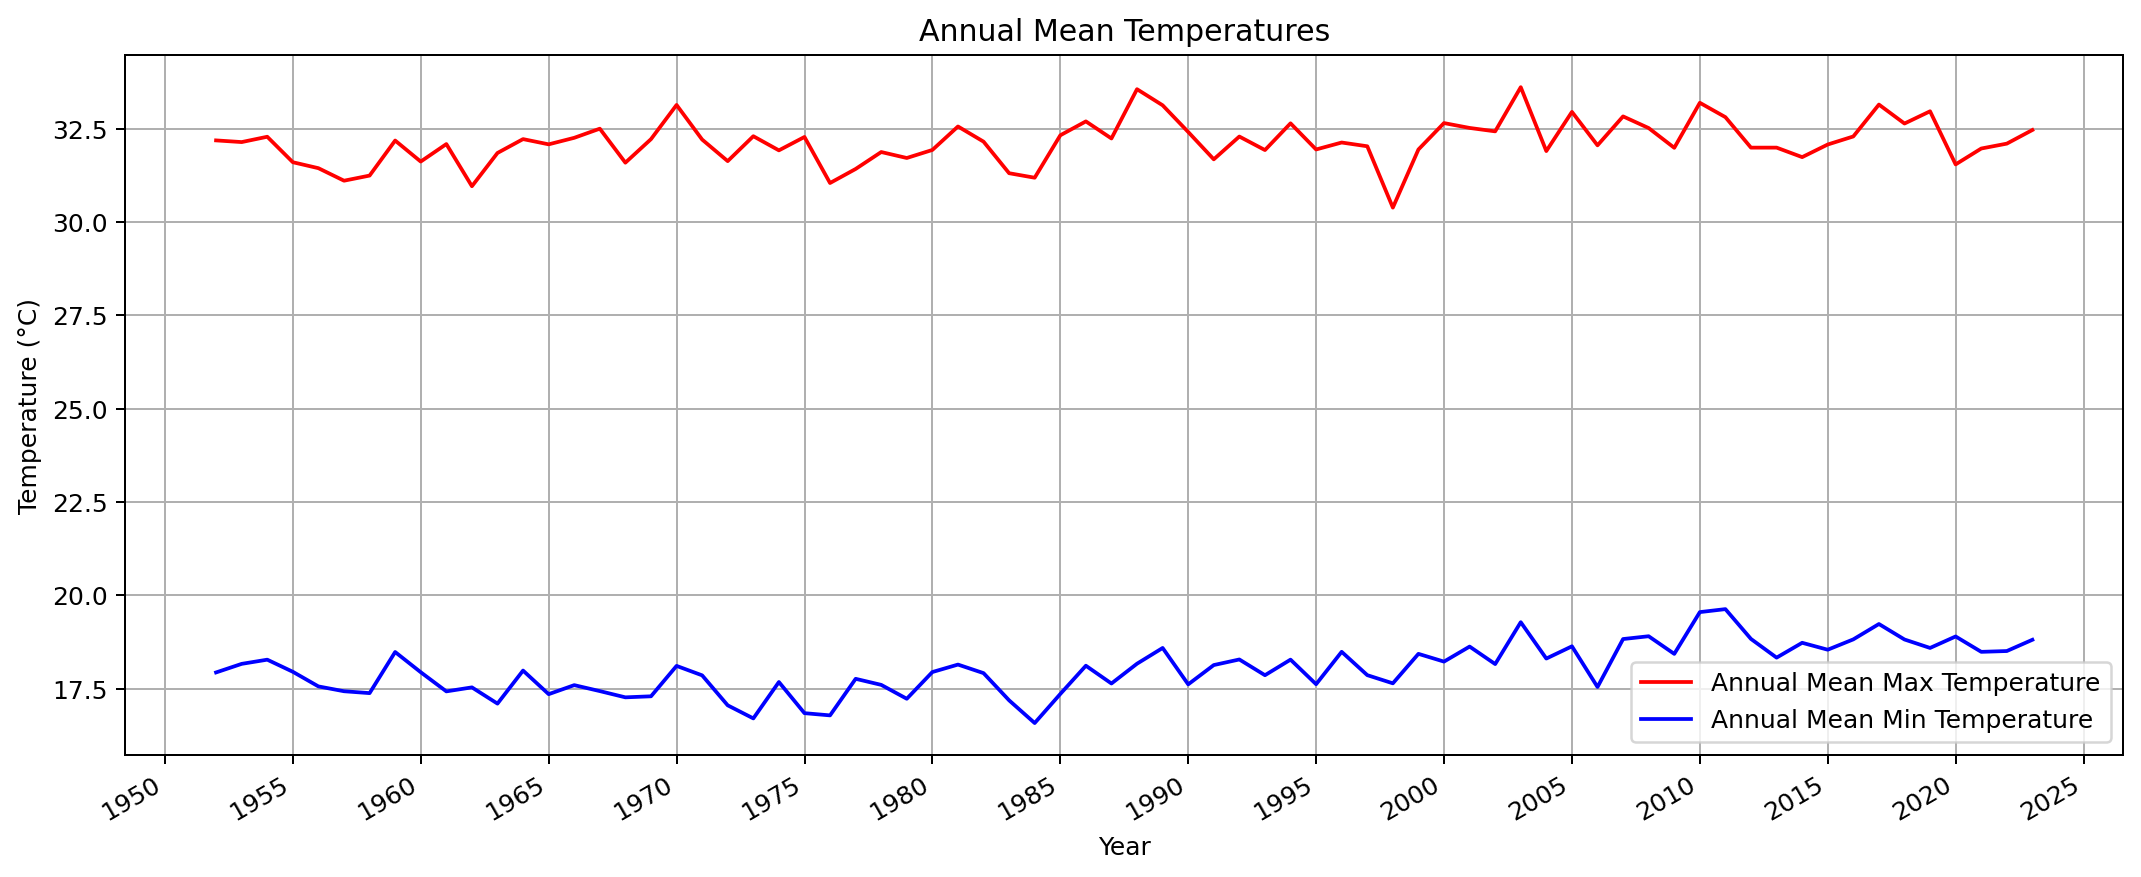 Annual Mean Temperatures
Temperature (°C)
32.5
30.0
27.5
25.0
22.5
20.0
17.5
Annual Mean Max Temperature
Annual Mean Min Temperature
1950 1955 1960 1965 1970 1975 1980 1985 1990 1995 2000 2005 2010 2015 2020 2025
Year